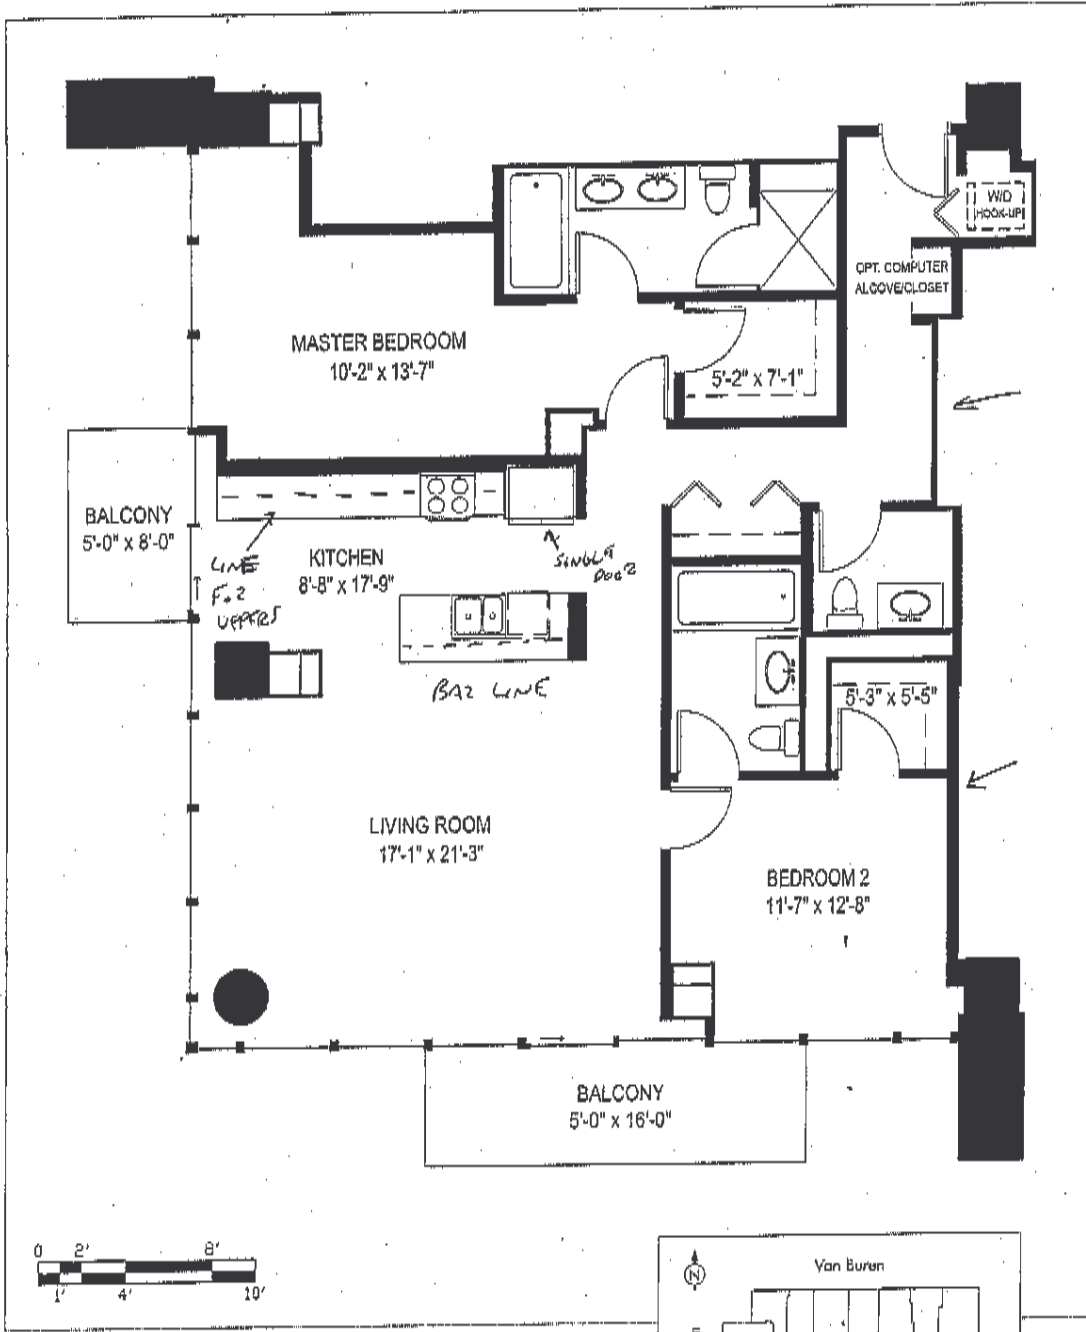 W/D
HOOK-UP
OPT. COMPUTER
ALCOVE/CLOSET
MASTER BEDROOM
10'-2" x 13'-7"
5'-2" x 7'-1"
BALCONY
5'-0" x 8'-0"
KITCHEN
8'-8" x 17'-9"
LINE
FOR
UPPERS
SINGLE
DOOR
BAR LINE
5'-3" x 5'-5"
LIVING ROOM
17'-1" x 21'-3"
BEDROOM 2
11'-7" x 12'-8"
BALCONY
5'-0" x 16'-0"
0 2' 8'
1' 4' 10'
N
Van Buren